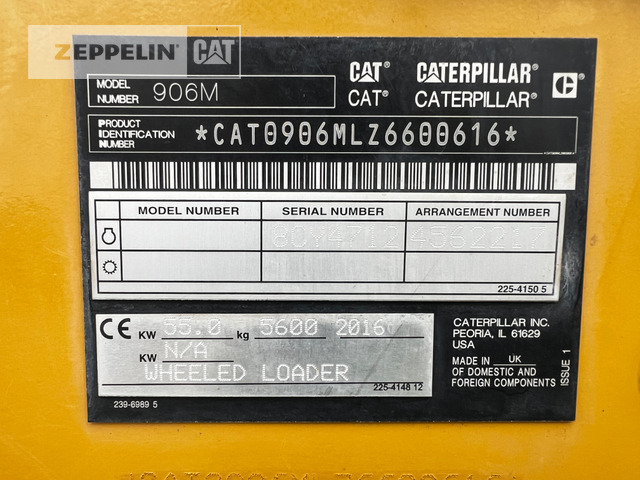 ZEPPELIN CAT
CAT CATERPILLAR
CAT® CATERPILLAR® C
MODEL NUMBER 906M
PRODUCT IDENTIFICATION NUMBER *CAT0906MLZ6600616*
MODEL NUMBER SERIAL NUMBER ARRANGEMENT NUMBER
60Y4712 4562017
225-4150 5
CE KW 55.0 kg 5600 2016
KW N/A
WHEELED LOADER
225-4148 12
239-6989 5
CATERPILLAR INC.
PEORIA, IL 61629
USA
MADE IN UK
OF DOMESTIC AND
FOREIGN COMPONENTS
ISSUE 1